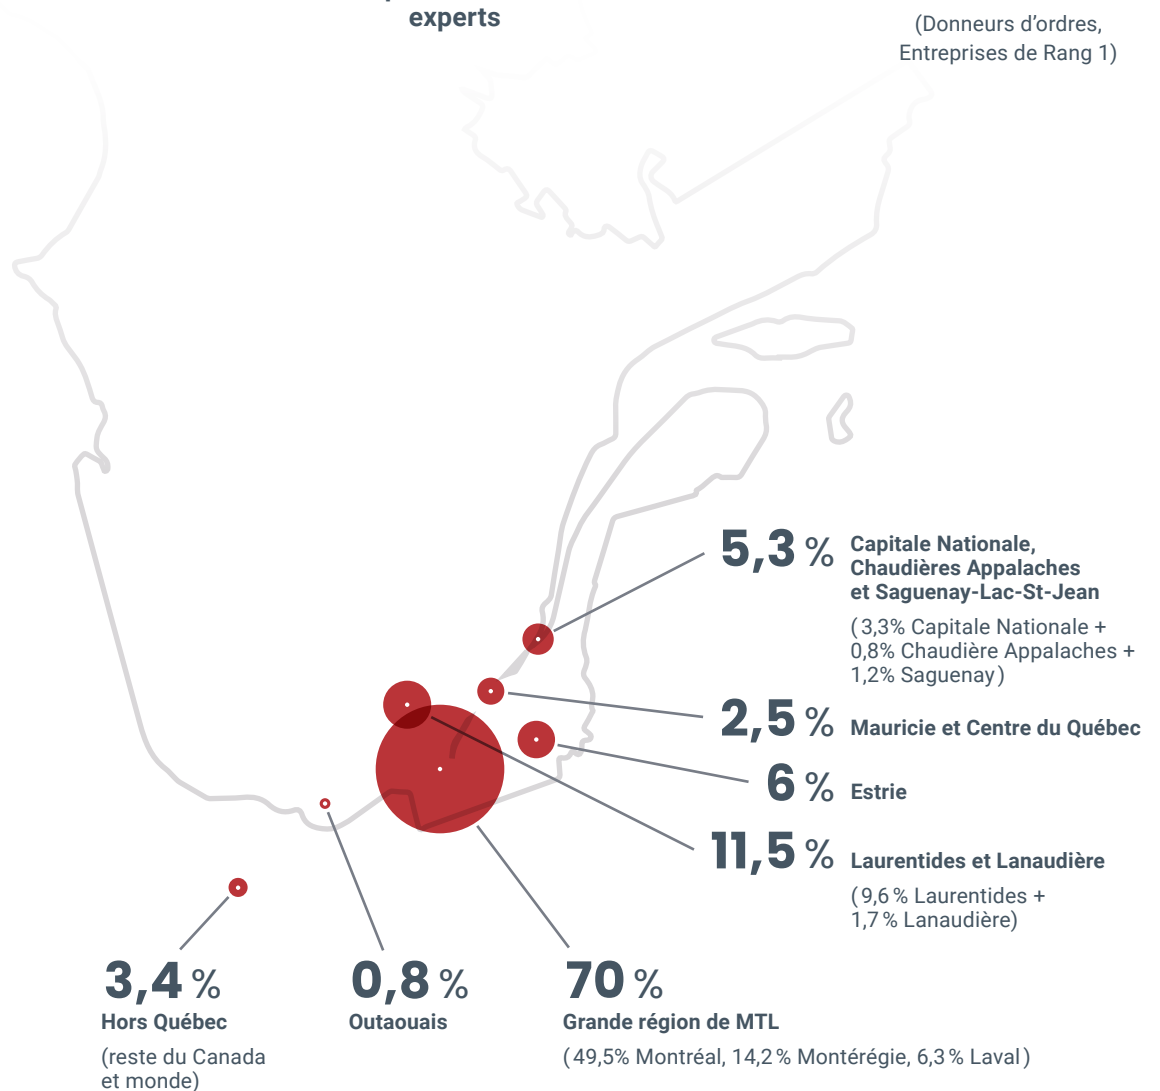 experts
(Donneurs d’ordres,
Entreprises de Rang 1)
5,3 %
Capitale Nationale,
Chaudières Appalaches
et Saguenay-Lac-St-Jean
(3,3% Capitale Nationale +
0,8% Chaudière Appalaches +
1,2% Saguenay)
2,5 %
Mauricie et Centre du Québec
6 %
Estrie
11,5 %
Laurentides et Lanaudière
(9,6 % Laurentides +
1,7 % Lanaudière)
3,4 %
Hors Québec
(reste du Canada
et monde)
0,8 %
Outaouais
70 %
Grande région de MTL
(49,5% Montréal, 14,2 % Montérégie, 6,3 % Laval)